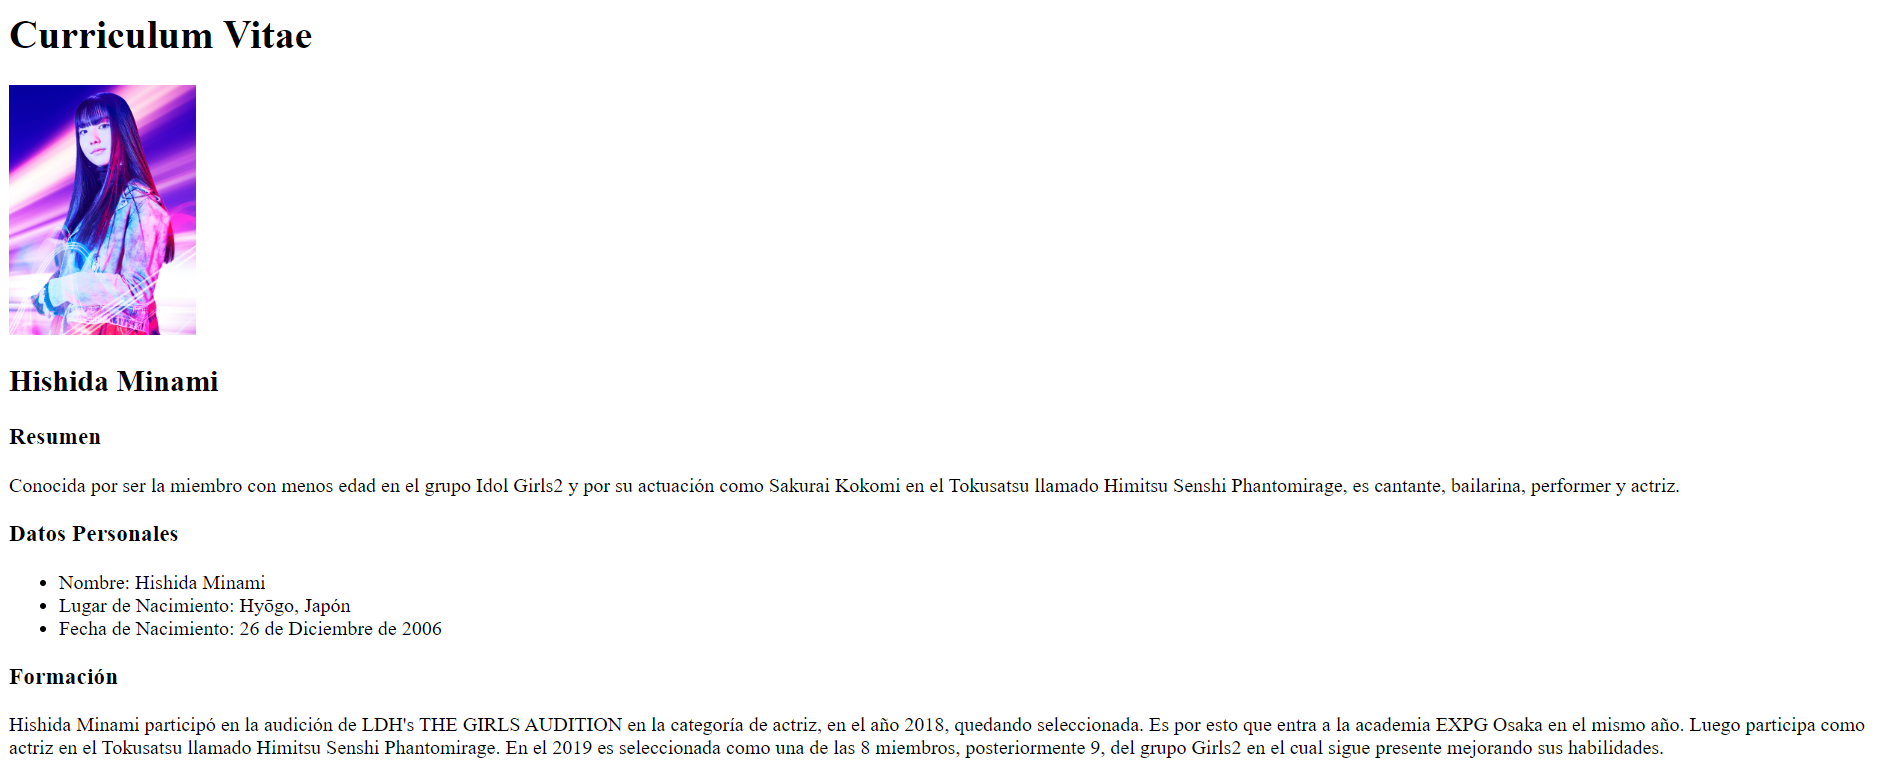 Curriculum Vitae
Hishida Minami
Resumen
Conocida por ser la miembro con menos edad en el grupo Idol Girls2 y por su actuación como Sakurai Kokomi en el Tokusatsu llamado Himitsu Senshi Phantomirage, es cantante, bailarina, performer y actriz.
Datos Personales
• Nombre: Hishida Minami
• Lugar de Nacimiento: Hyōgo, Japón
• Fecha de Nacimiento: 26 de Diciembre de 2006
Formación
Hishida Minami participó en la audición de LDH's THE GIRLS AUDITION en la categoría de actriz, en el año 2018, quedando seleccionada. Es por esto que entra a la academia EXPG Osaka en el mismo año. Luego participa como
actriz en el Tokusatsu llamado Himitsu Senshi Phantomirage. En el 2019 es seleccionada como una de las 8 miembros, posteriormente 9, del grupo Girls2 en el cual sigue presente mejorando sus habilidades.